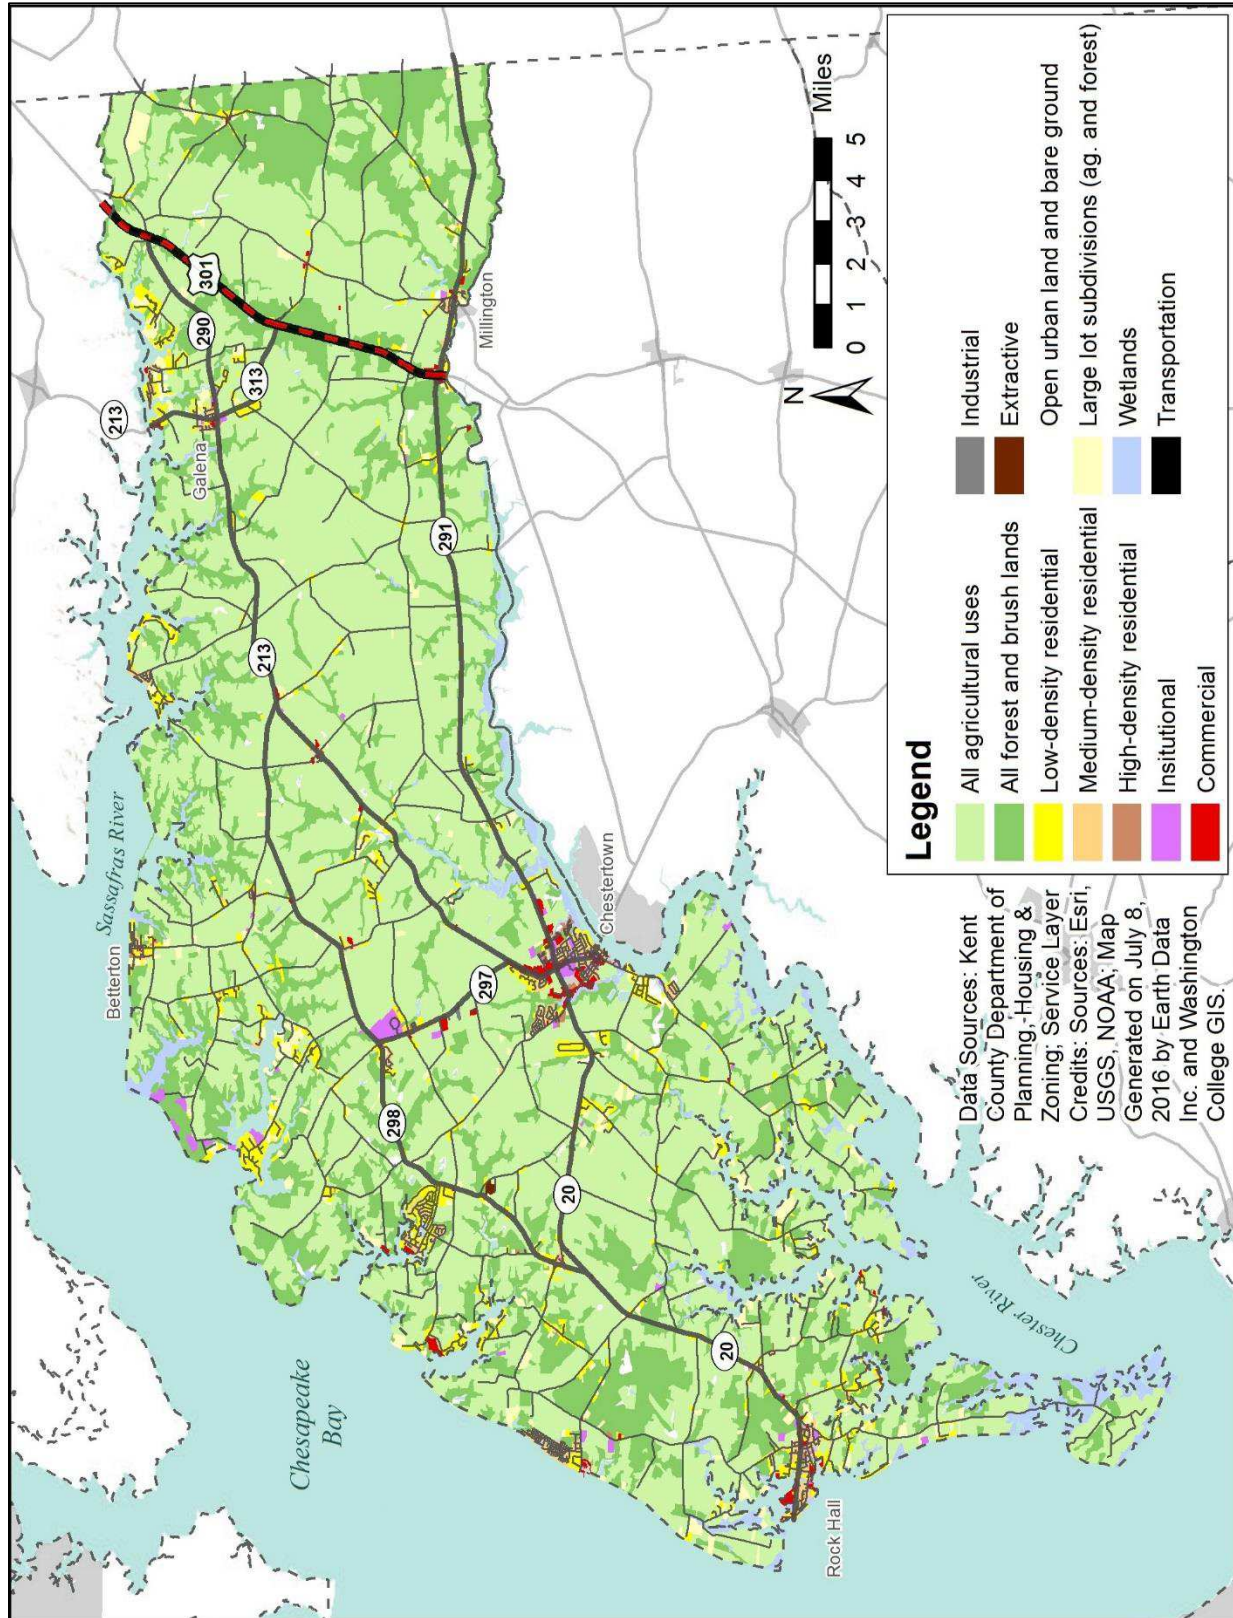 Sassafras River
Chesapeake
Bay
Chester River
Betterton
Galena
Millington
Chestertown
Rock Hall
213
290
301
313
213
291
297
298
20
20
N
0 1 2 3 4 5
Miles
Legend
All agricultural uses
All forest and brush lands
Low-density residential
Medium-density residential
High-density residential
Insitutional
Commercial
Industrial
Extractive
Open urban land and bare ground
Large lot subdivisions (ag. and forest)
Wetlands
Transportation
Data Sources: Kent
County Department of
Planning, Housing &
Zoning; Service Layer
Credits: Sources: Esri,
USGS, NOAA; Map
Generated on July 8,
2016 by Earth Data
Inc. and Washington
College GIS.